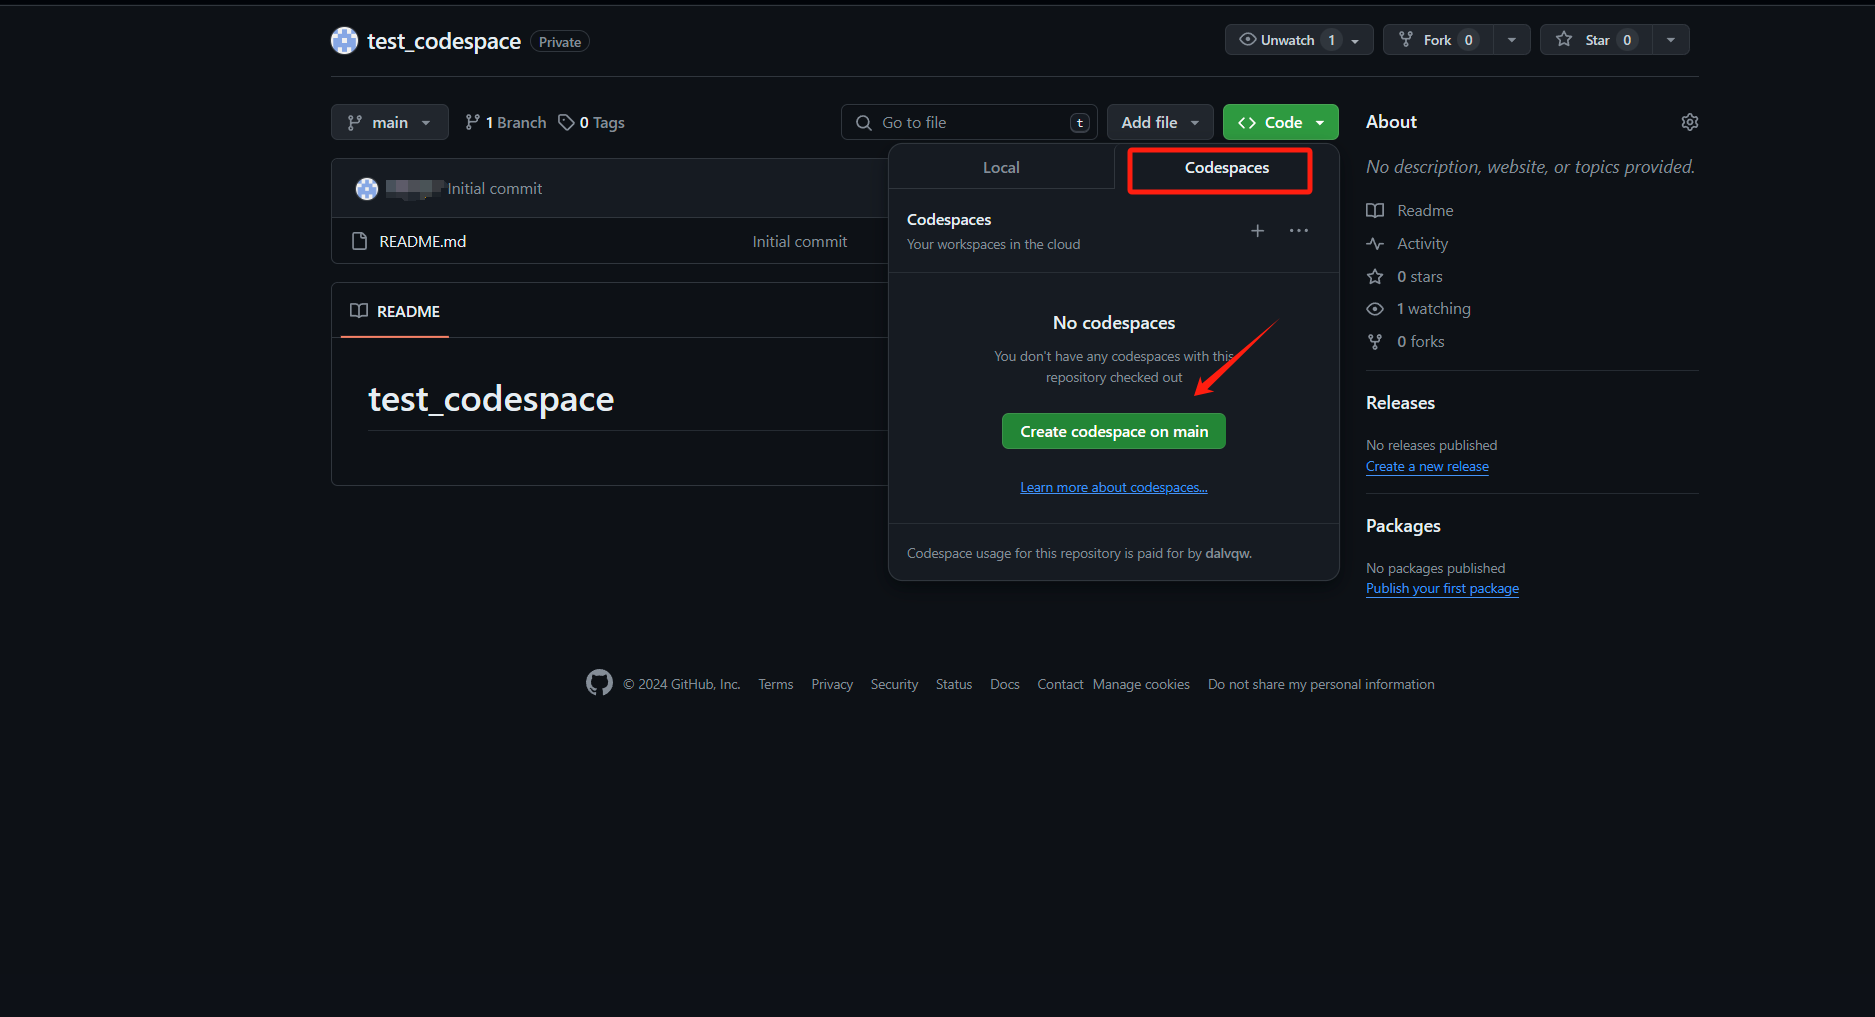 test_codespace Private
Unwatch 1 Fork 0 Star 0
main 1 Branch 0 Tags
Go to file t Add file Code
Local Codespaces
Initial commit
README.md Initial commit
README
test_codespace
Codespaces
Your workspaces in the cloud
No codespaces
You don't have any codespaces with this
repository checked out
Create codespace on main
Learn more about codespaces...
Codespace usage for this repository is paid for by dalvqw.
About
No description, website, or topics provided.
Readme
Activity
0 stars
1 watching
0 forks
Releases
No releases published
Create a new release
Packages
No packages published
Publish your first package
© 2024 GitHub, Inc. Terms Privacy Security Status Docs Contact Manage cookies Do not share my personal information